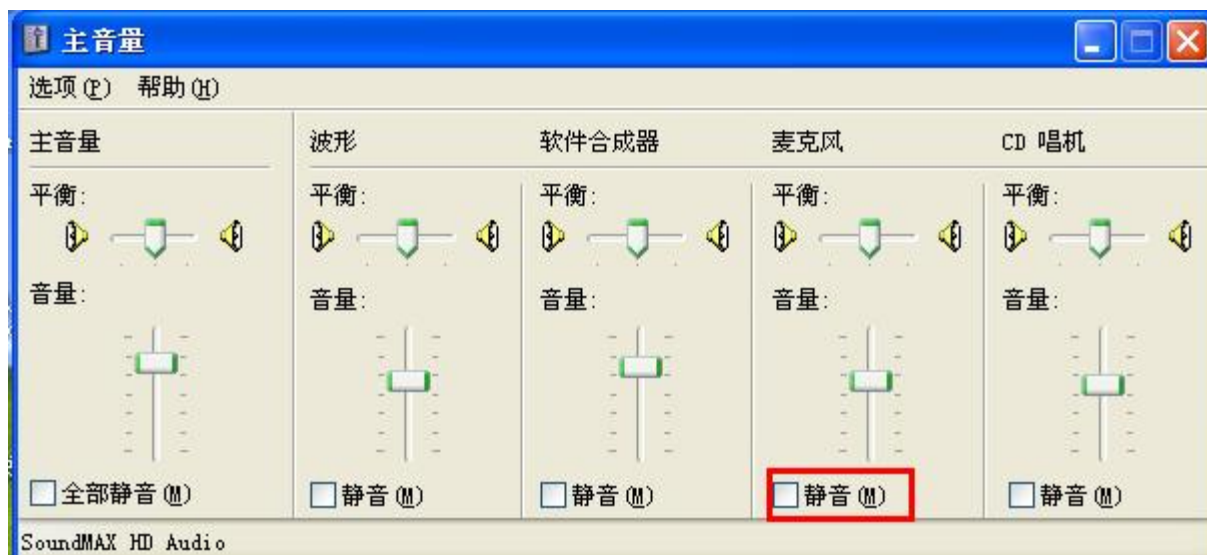 主音量
选项(P) 帮助(H)
主音量 波形 软件合成器 麦克风 CD 唱机
平衡: 平衡: 平衡: 平衡: 平衡:
音量: 音量: 音量: 音量: 音量:
全部静音(M) 静音(M) 静音(M) 静音(M) 静音(M)
SoundMAX HD Audio